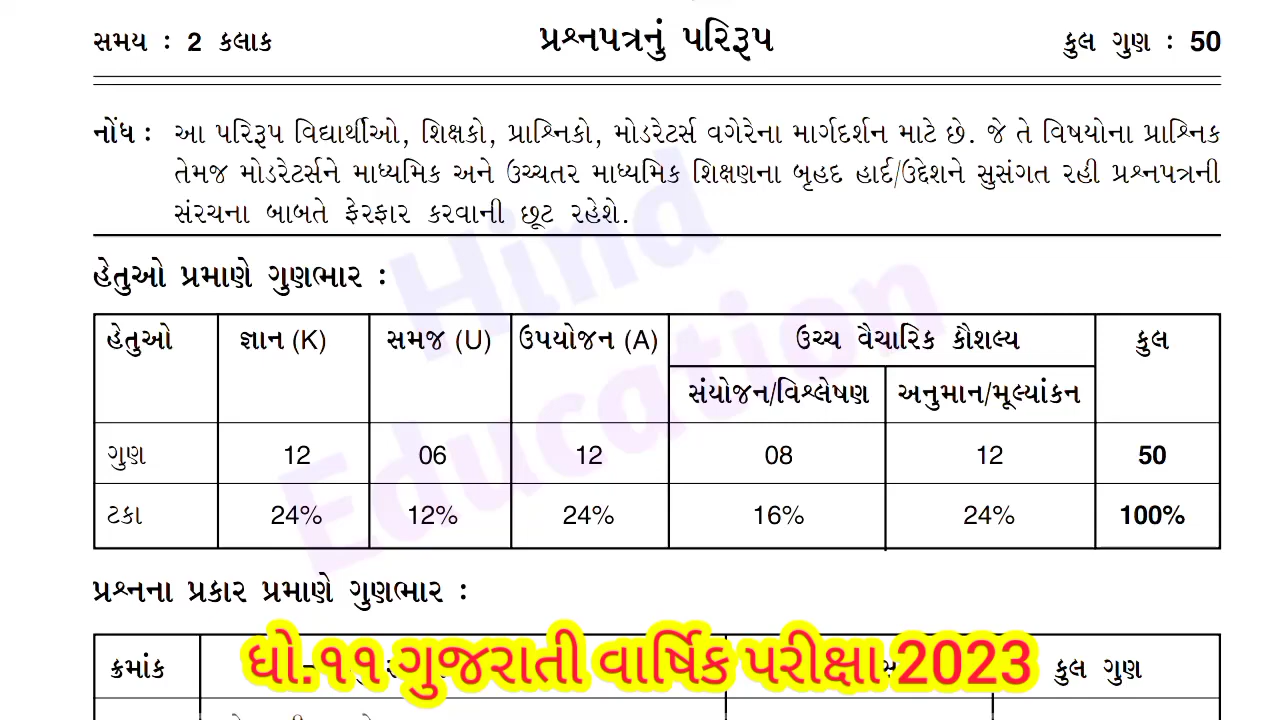 સમય : 2 કલાક પ્રશ્નપત્રનું પરિરૂપ કુલ ગુણ : 50
નોંધ : આ પરિરૂપ વિદ્યાર્થીઓ, શિક્ષકો, પ્રાશ્નિકો, મોડરેટર્સ વગેરેના માર્ગદર્શન માટે છે. જે તે વિષયોના પ્રાશ્નિક
તેમજ મોડરેટર્સને માધ્યમિક અને ઉચ્ચતર માધ્યમિક શિક્ષણના બૃહદ હાર્દ/ઉદ્દેશને સુસંગત રહી પ્રશ્નપત્રની
સંરચના બાબતે ફેરફાર કરવાની છૂટ રહેશે.
હેતુઓ પ્રમાણે ગુણભાર :
હેતુઓ જ્ઞાન (K) સમજ (U) ઉપયોજન (A) ઉચ્ચ વૈચારિક કૌશલ્ય કુલ
સંયોજન/વિશ્લેષણ અનુમાન/મૂલ્યાંકન
ગુણ 12 06 12 08 12 50
ટકા 24% 12% 24% 16% 24% 100%
Hind
Education
પ્રશ્નના પ્રકાર પ્રમાણે ગુણભાર :
ક્રમાંક કુલ ગુણ
ધો.૧૧ ગુજરાતી વાર્ષિક પરીક્ષા 2023